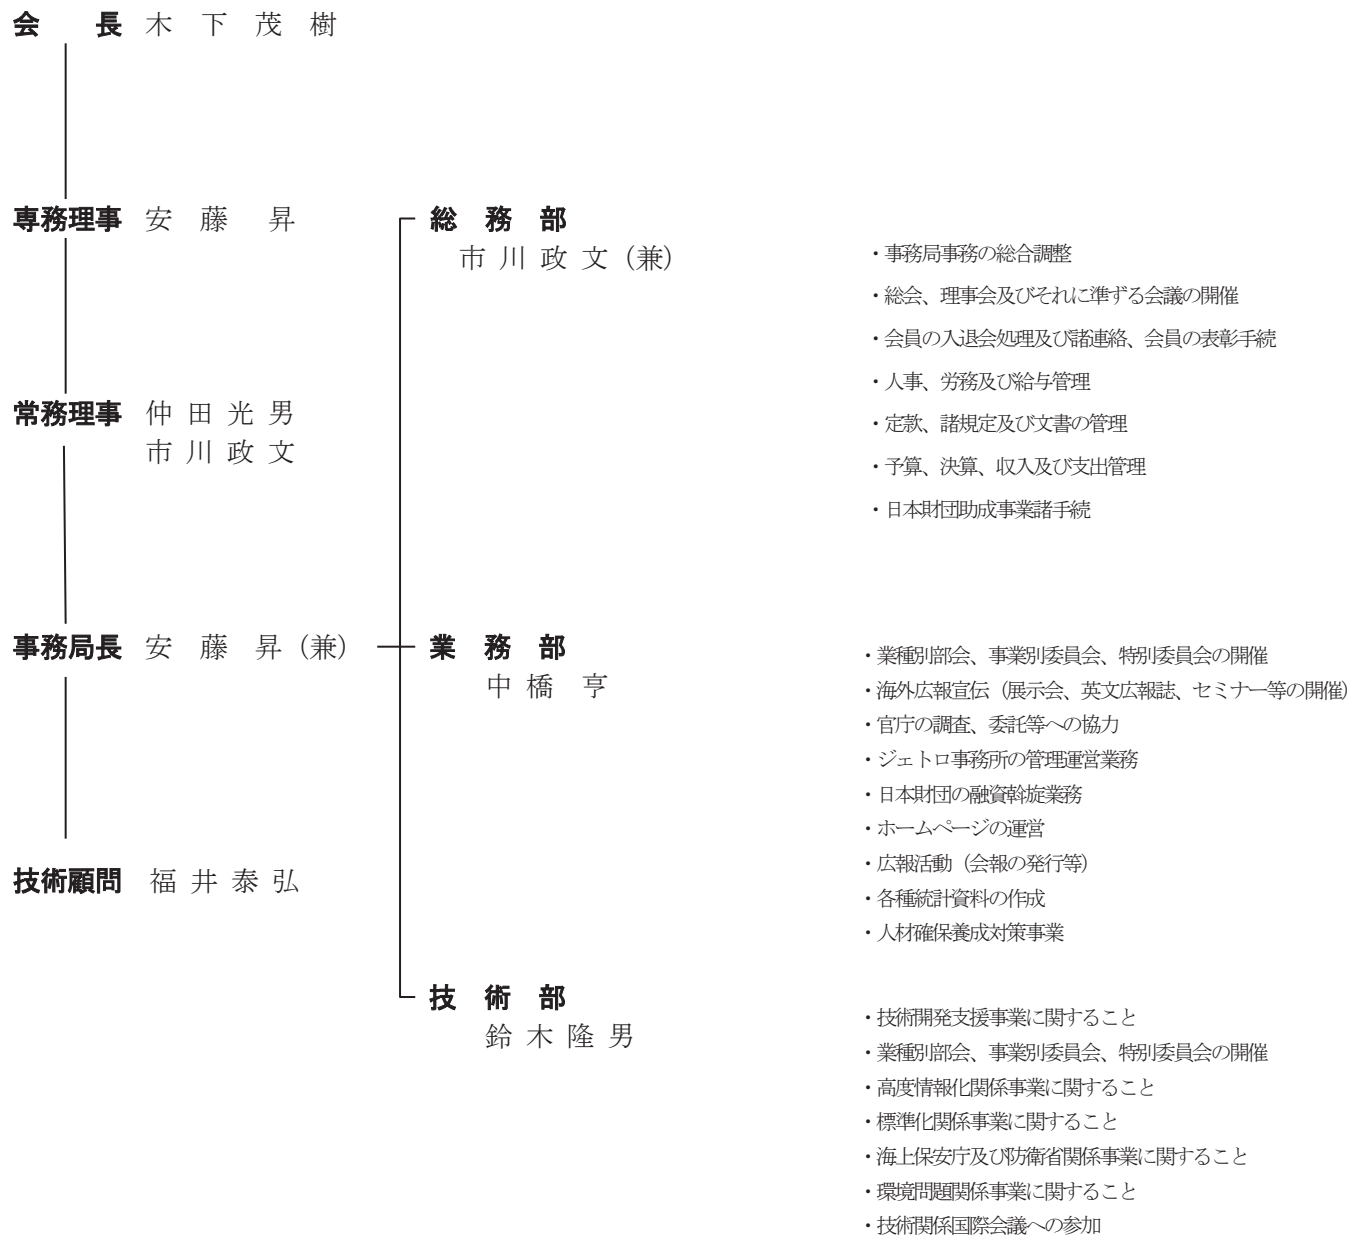 会　　長 木 下 茂 樹
専務理事 安 藤　昇
常務理事 仲 田 光 男
市 川 政 文
事務局長 安 藤 昇（兼）
技術顧問 福 井 泰 弘
総 務 部
市 川 政 文（兼）
・事務局事務の総合調整
・総会、理事会及びそれに準ずる会議の開催
・会員の入退会処理及び諸連絡、会員の表彰手続
・人事、労務及び給与管理
・定款、諸規定及び文書の管理
・予算、決算、収入及び支出管理
・日本財団助成事業諸手続
業 務 部
中 橋　亨
・業種別部会、事業別委員会、特別委員会の開催
・海外広報宣伝（展示会、英文広報誌、セミナー等の開催）
・官庁の調査、委託等への協力
・ジェトロ事務所の管理運営業務
・日本財団の融資斡旋業務
・ホームページの運営
・広報活動（会報の発行等）
・各種統計資料の作成
・人材確保養成対策事業
技 術 部
鈴 木 隆 男
・技術開発支援事業に関すること
・業種別部会、事業別委員会、特別委員会の開催
・高度情報化関係事業に関すること
・標準化関係事業に関すること
・海上保安庁及び防衛省関係事業に関すること
・環境問題関係事業に関すること
・技術関係国際会議への参加